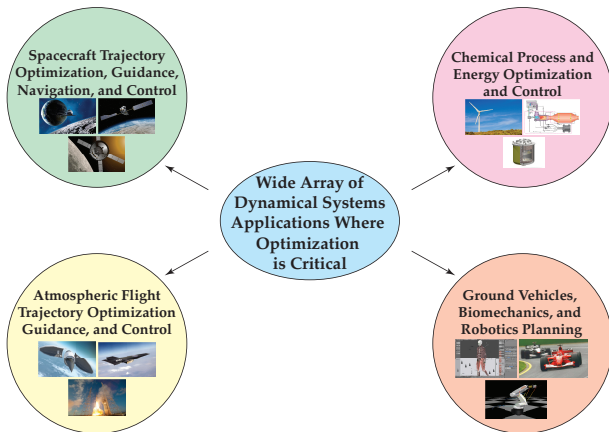 Spacecraft Trajectory
Optimization, Guidance,
Navigation, and Control
Chemical Process and
Energy Optimization
and Control
Wide Array of
Dynamical Systems
Applications Where
Optimization
is Critical
Atmospheric Flight
Trajectory Optimization
Guidance, and Control
Ground Vehicles,
Biomechanics, and
Robotics Planning